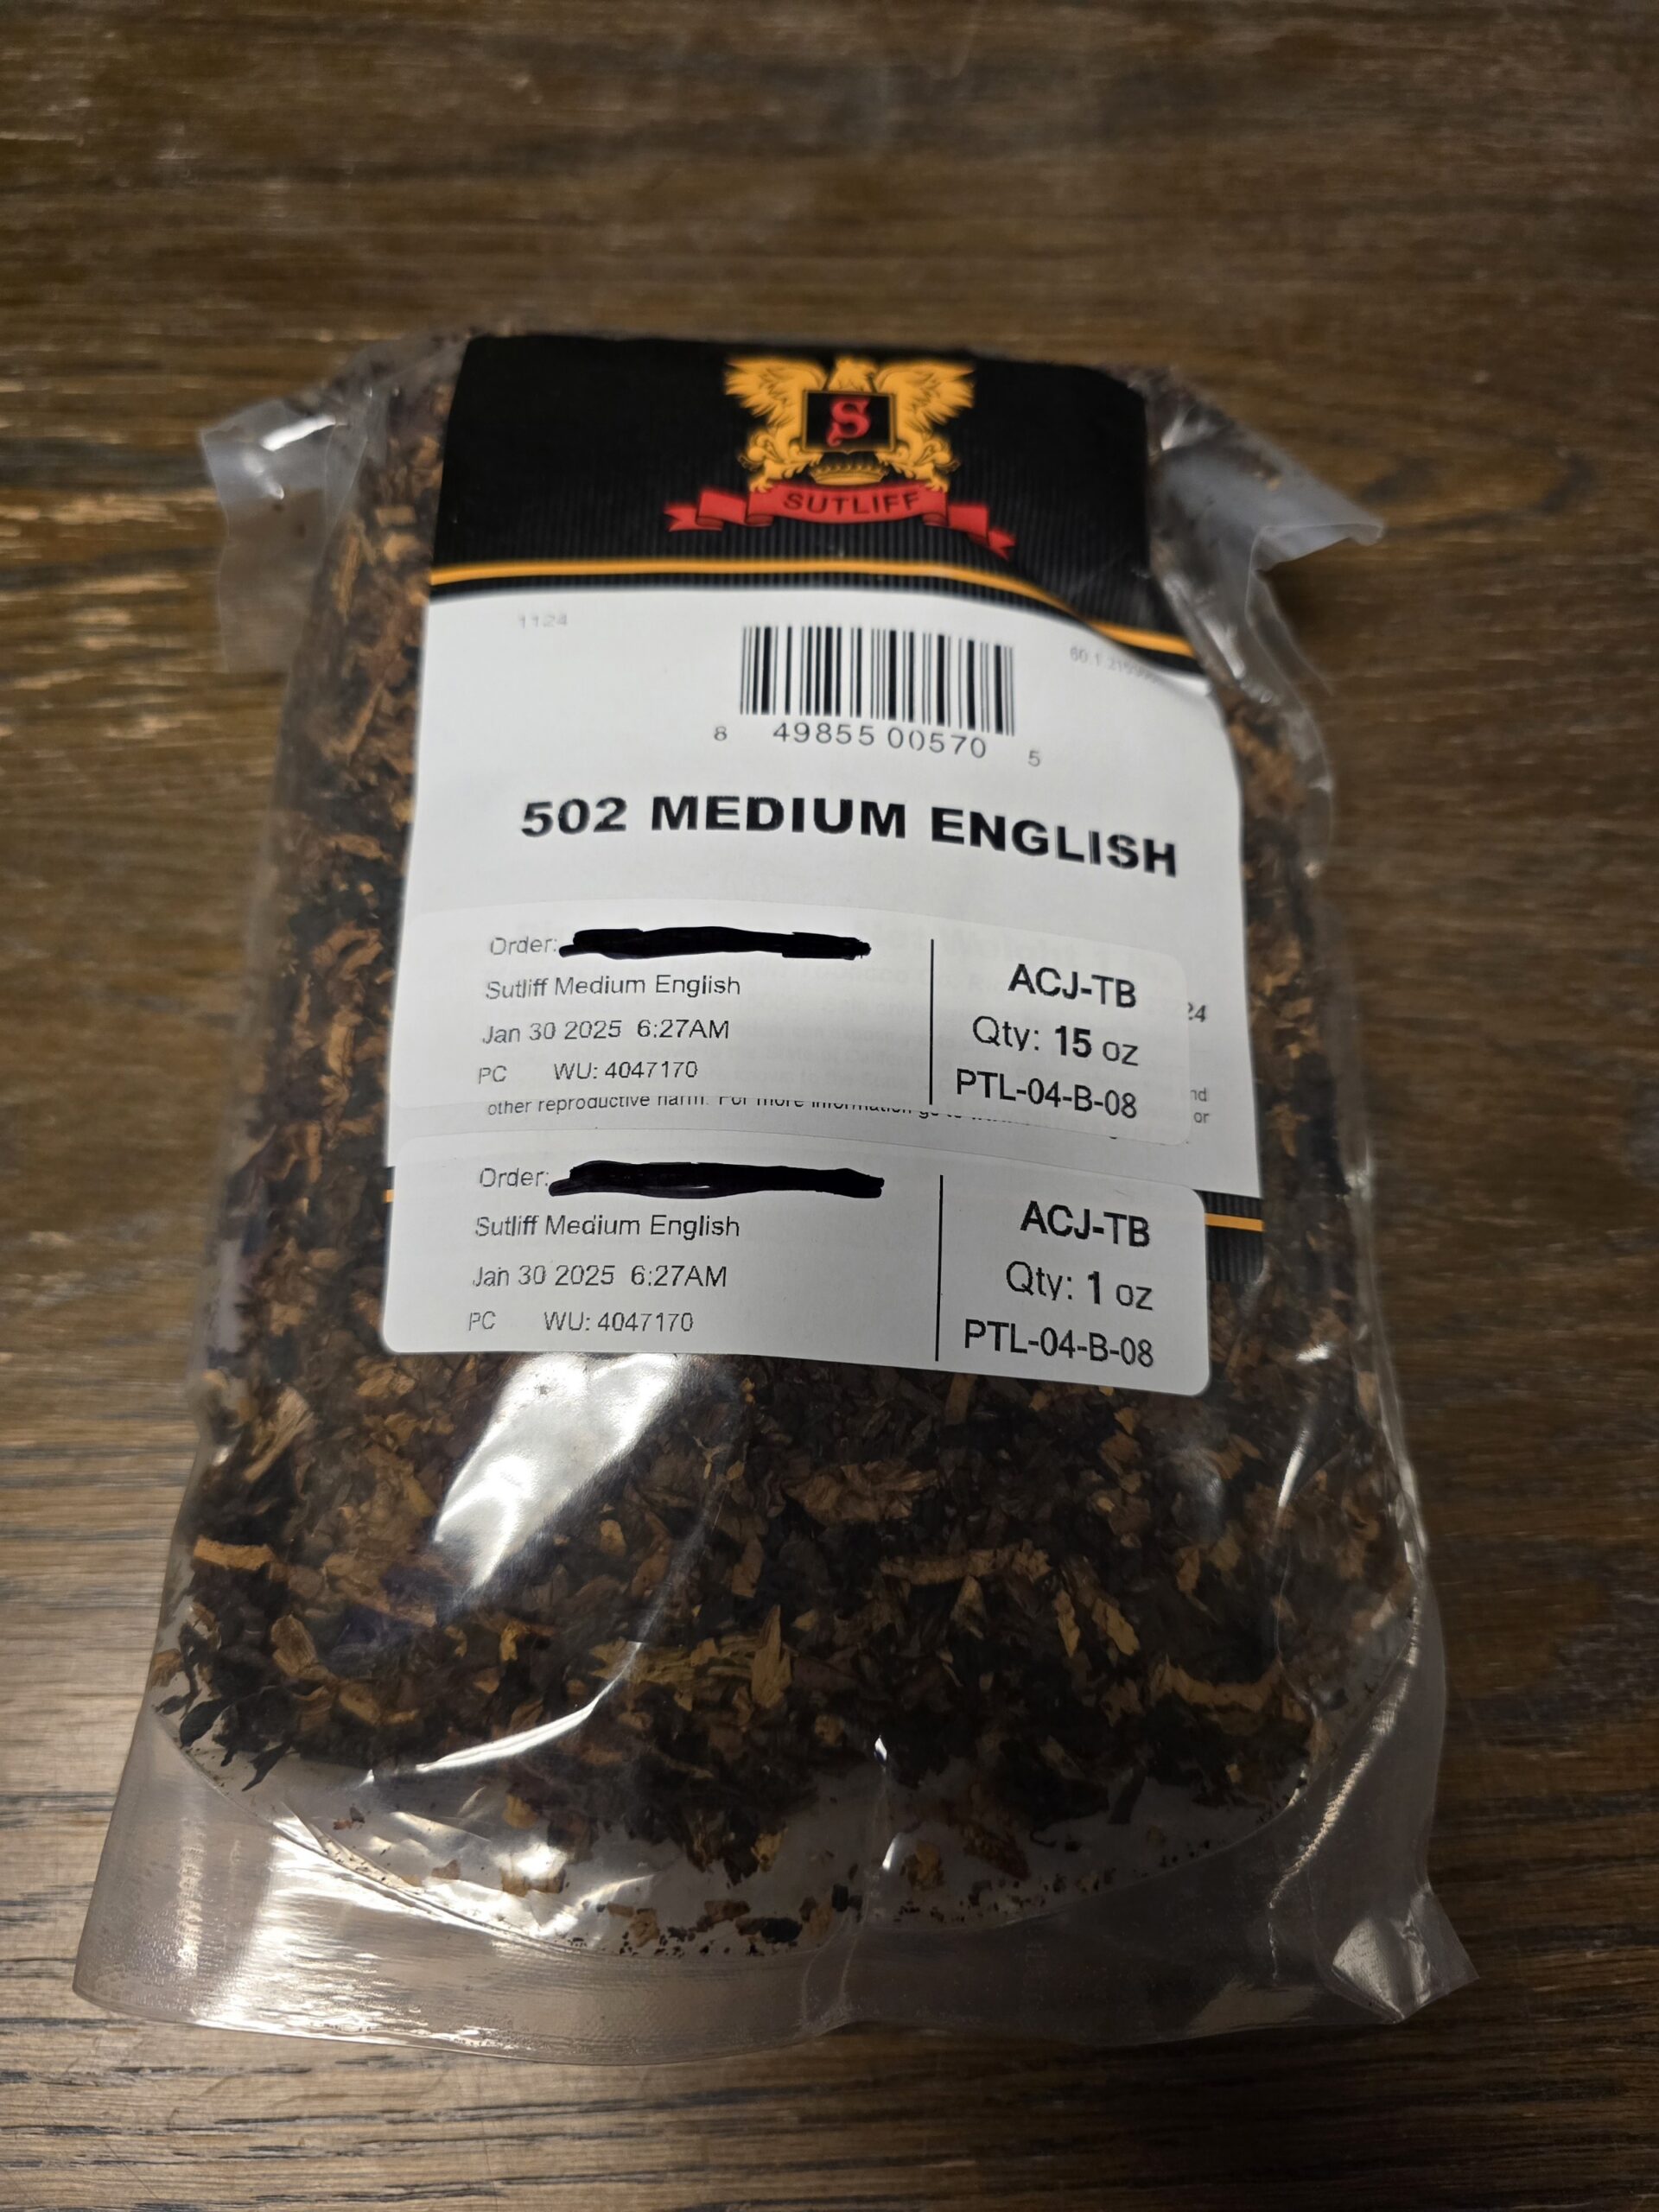 S
SUTLIFF
1124
8 49855 00570 5
502 MEDIUM ENGLISH
Order:
Sutliff Medium English
Jan 30 2025 6:27AM
PC WU: 4047170
ACJ-TB
Qty: 15 oz
PTL-04-B-08
24
nd
other reproductive harm. For more information go to
or
Order:
Sutliff Medium English
Jan 30 2025 6:27AM
PC WU: 4047170
ACJ-TB
Qty: 1 oz
PTL-04-B-08